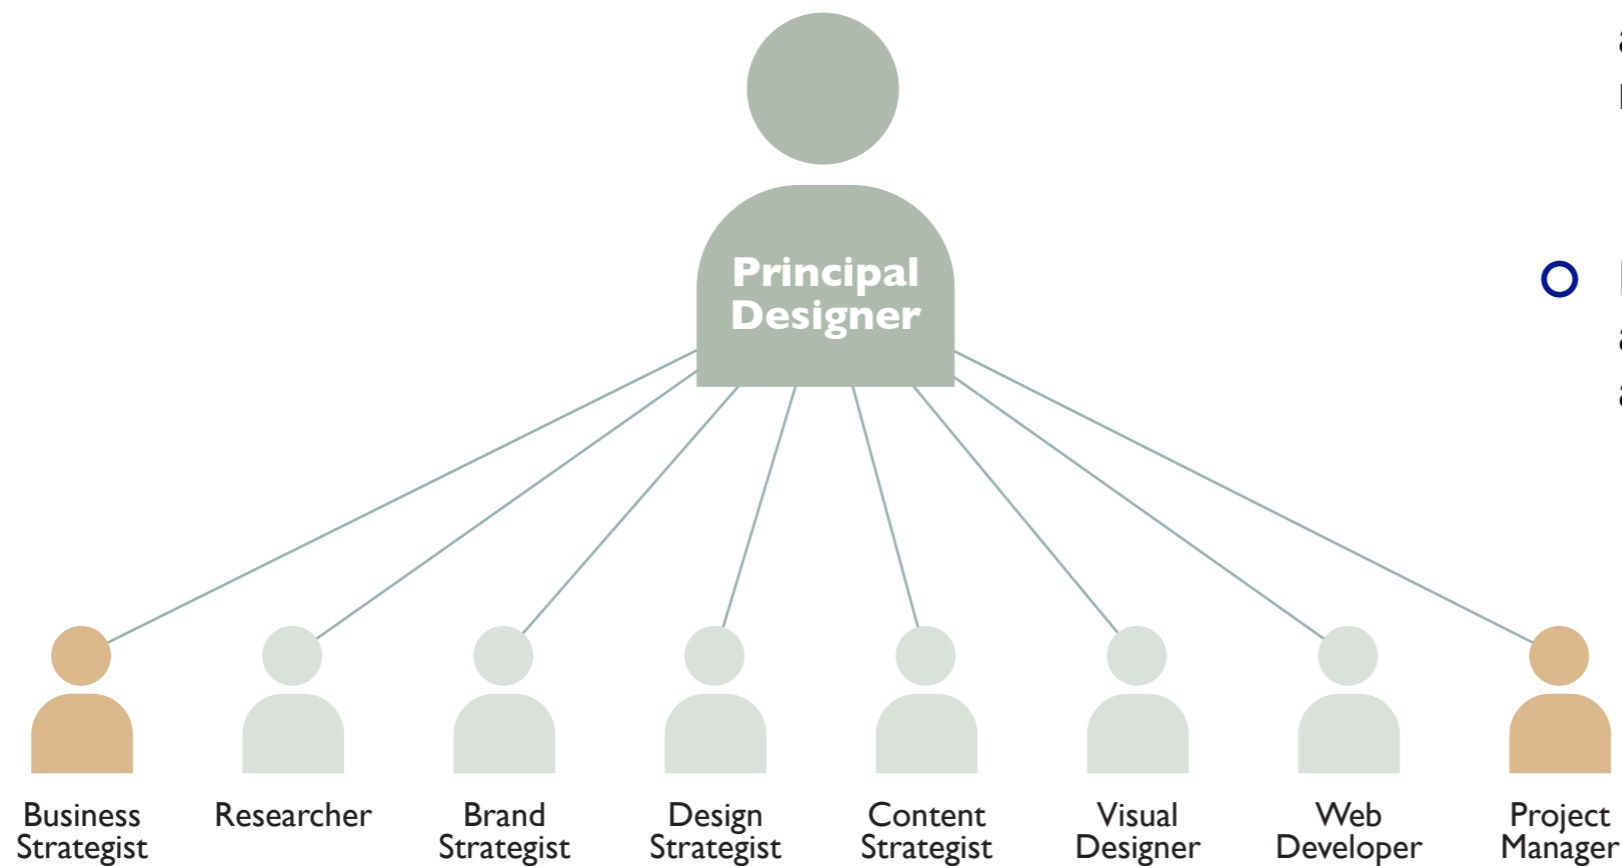 Principal
Designer
Business
Strategist
Researcher
Brand
Strategist
Design
Strategist
Content
Strategist
Visual
Designer
Web
Developer
Project
Manager